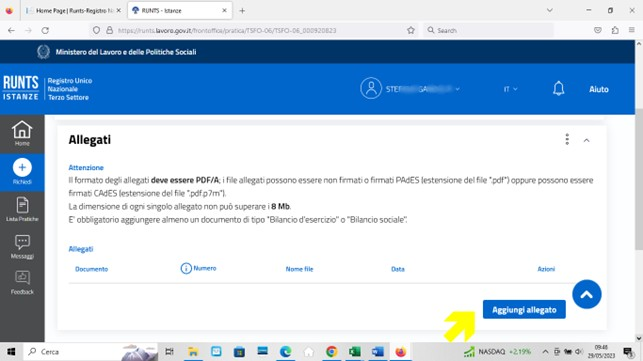 Home Page | Runts-Registro N
RUNTS - Istanze
https://runts.lavoro.gov.it/frontoffice/pratica/TSFO-06/TSFO-06_000920823
Search
Ministero del Lavoro e delle Politiche Sociali
RUNTS
ISTANZE
Registro Unico
Nazionale
Terzo Settore
IT
Aiuto
Home
Richiedi
Lista Pratiche
Messaggi
Feedback
Allegati
Attenzione
Il formato degli allegati deve essere PDF/A; i file allegati possono essere non firmati o firmati PAdES (estensione del file ".pdf") oppure possono essere
firmati CAdES (estensione del file ".pdf.p7m").
La dimensione di ogni singolo allegato non può superare i 8 Mb.
E' obbligatorio aggiungere almeno un documento di tipo "Bilancio d'esercizio" o "Bilancio sociale".
Allegati
Documento Numero Nome file Data Azioni
Aggiungi allegato
Cerca
NASDAQ +2,19%
09:48
29/05/2023